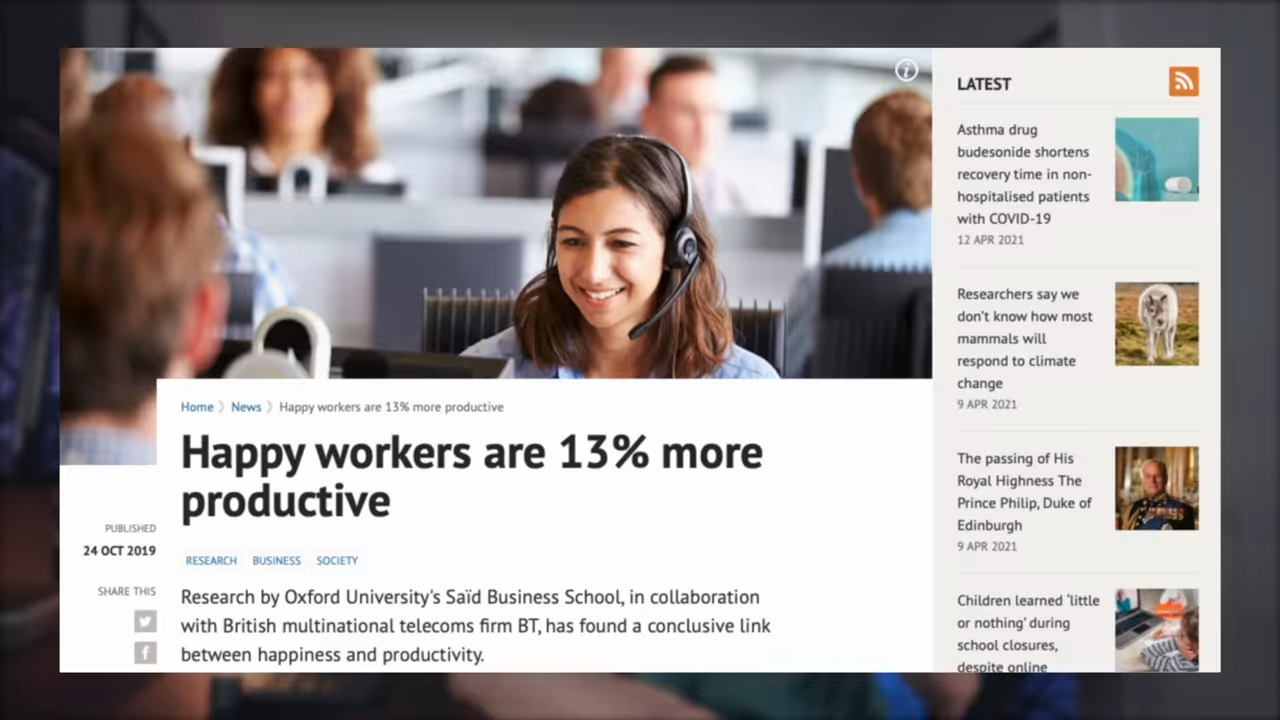 Home > News > Happy workers are 13% more productive
Happy workers are 13% more
productive
PUBLISHED
24 OCT 2019
SHARE THIS
RESEARCH BUSINESS SOCIETY
Research by Oxford University's Saïd Business School, in collaboration
with British multinational telecoms firm BT, has found a conclusive link
between happiness and productivity.
LATEST
Asthma drug
budesonide shortens
recovery time in non-
hospitalised patients
with COVID-19
12 APR 2021
Researchers say we
don't know how most
mammals will
respond to climate
change
9 APR 2021
The passing of His
Royal Highness The
Prince Philip, Duke of
Edinburgh
9 APR 2021
Children learned ‘little
or nothing’ during
school closures,
despite online